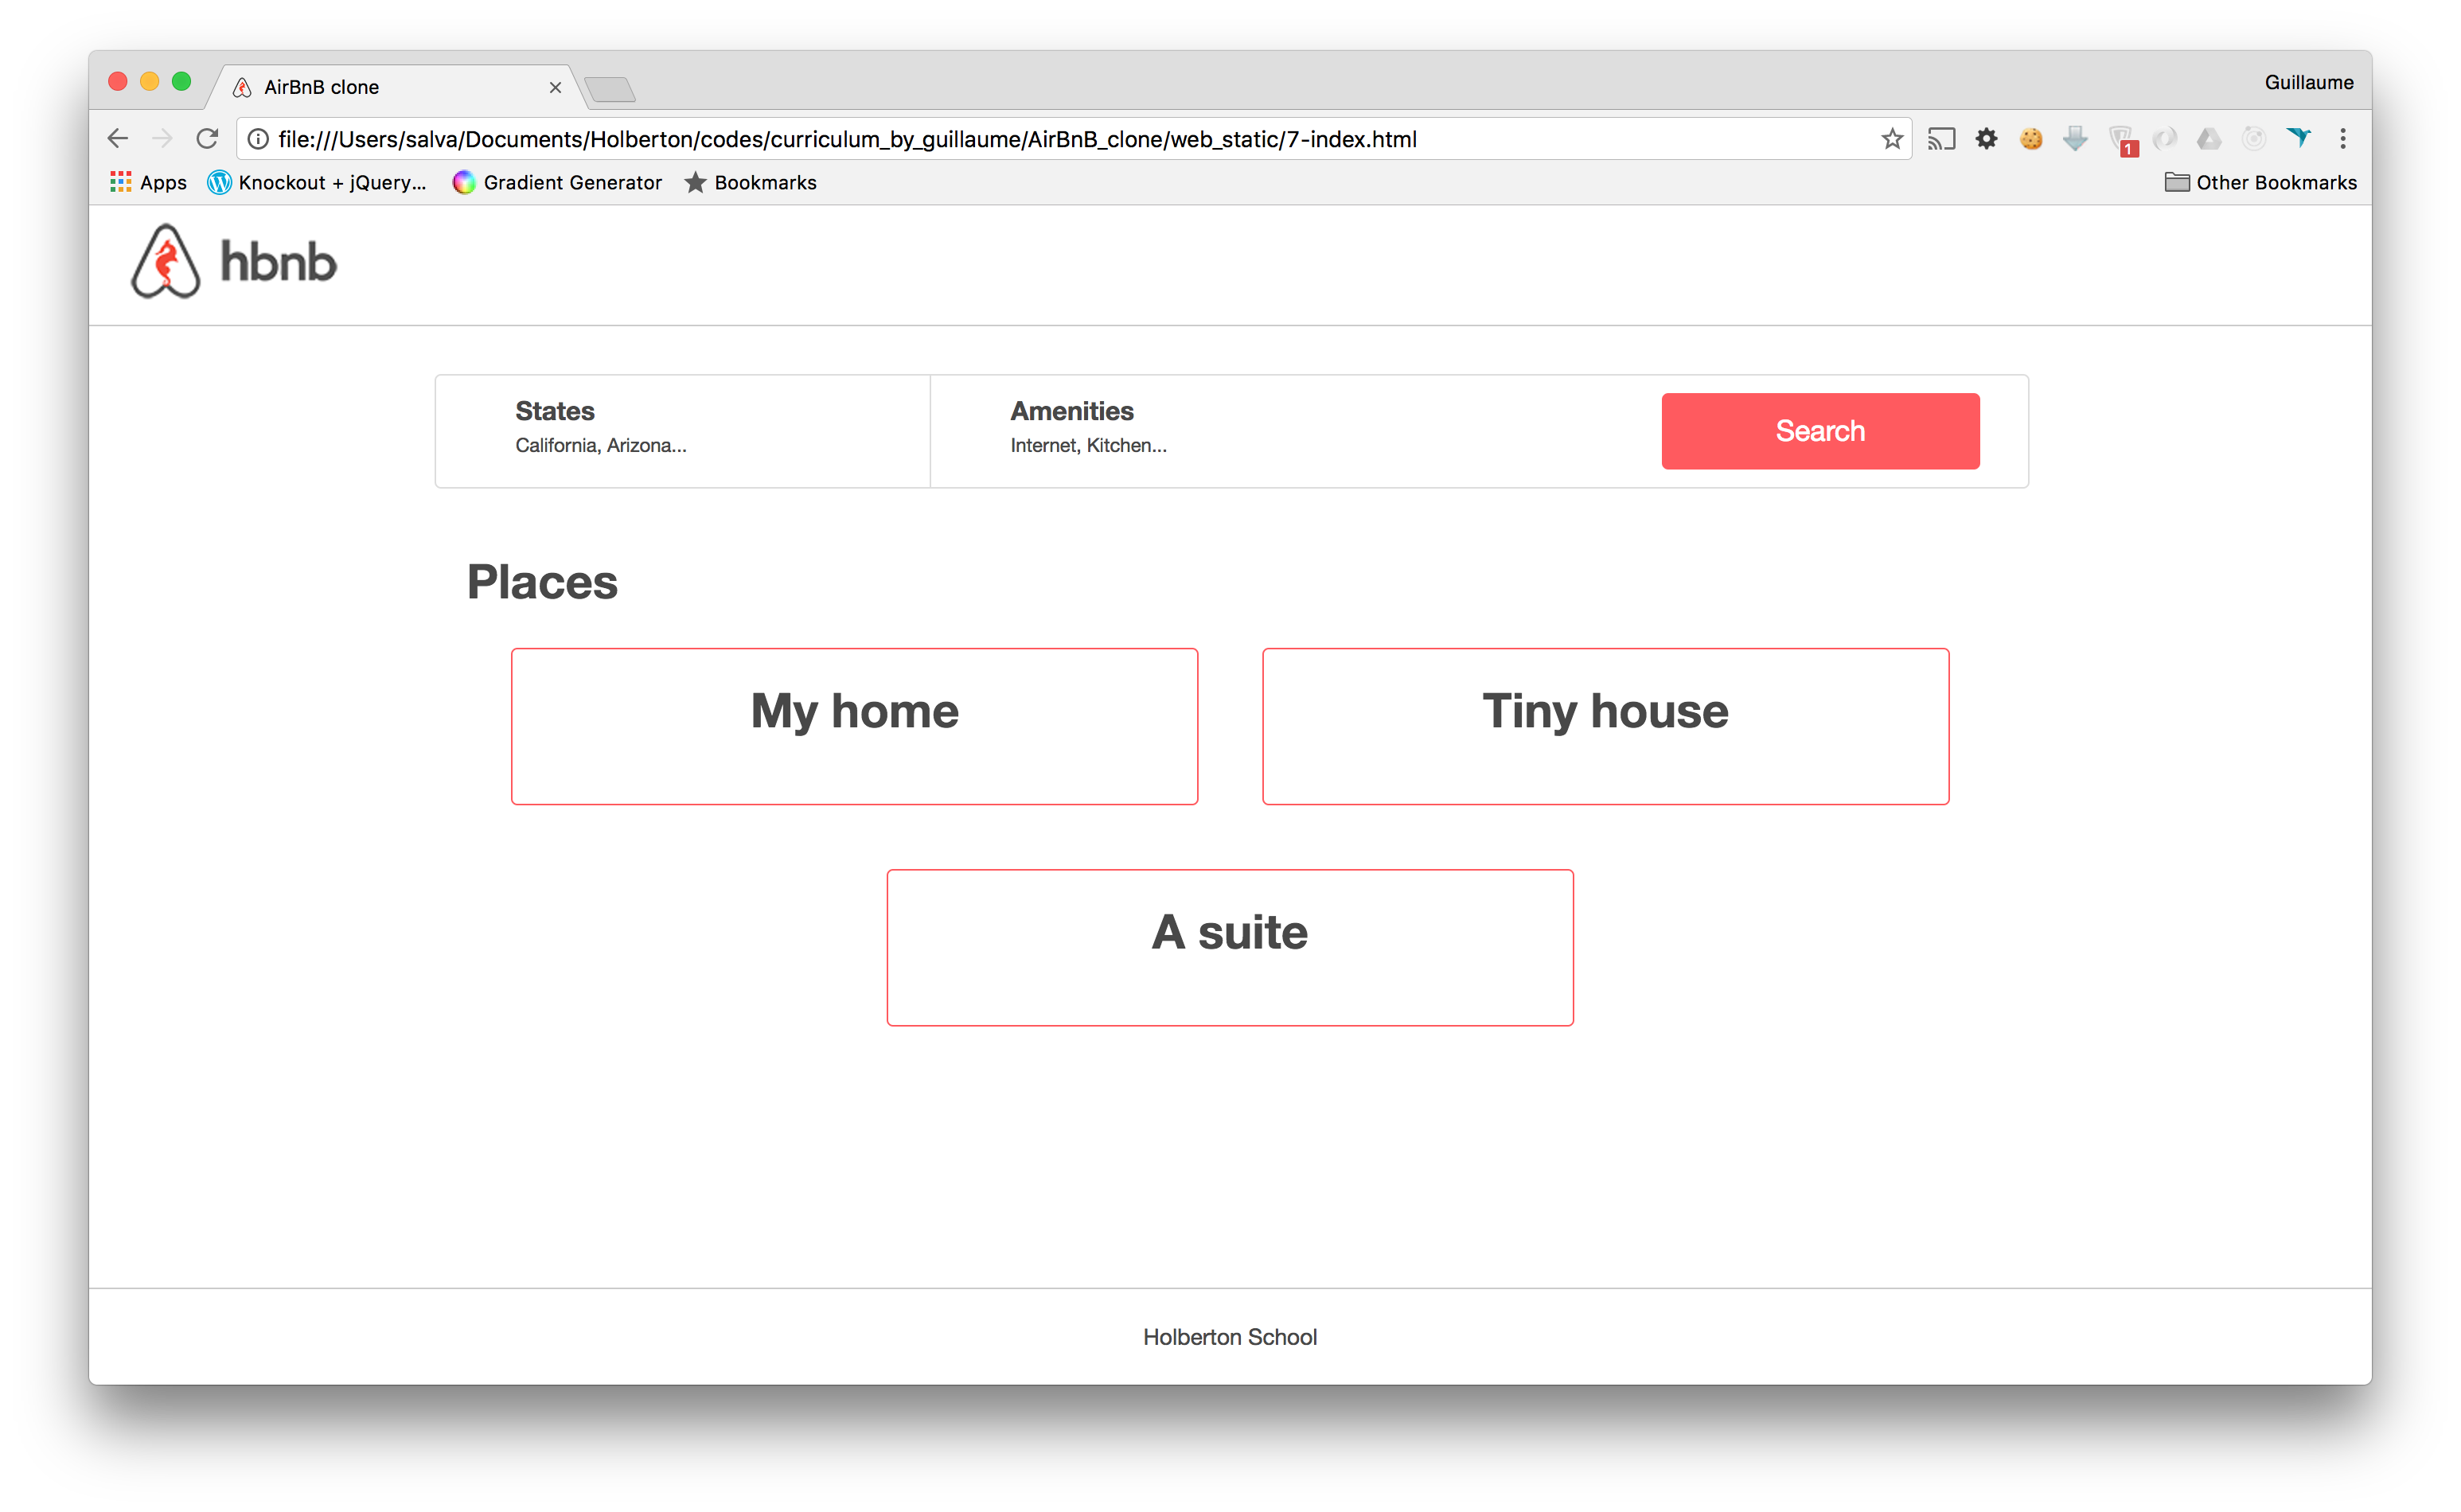 AirBnB clone
Guillaume
file:///Users/salva/Documents/Holberton/codes/curriculum_by_guillaume/AirBnB_clone/web_static/7-index.html
1
Apps Knockout + jQuery... Gradient Generator Bookmarks Other Bookmarks
hbnb
States Amenities
California, Arizona... Internet, Kitchen...
Search
Places
My home Tiny house
A suite
Holberton School